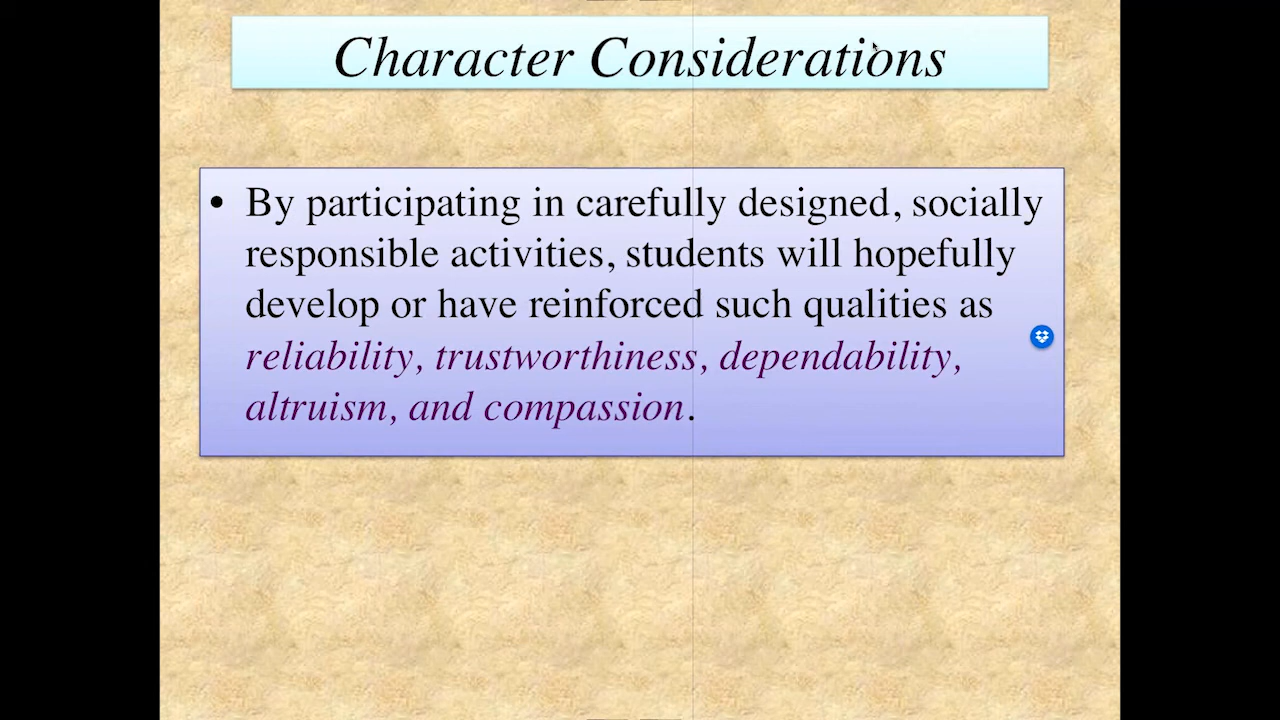 Character Considerations
• By participating in carefully designed, socially
responsible activities, students will hopefully
develop or have reinforced such qualities as
reliability, trustworthiness, dependability,
altruism, and compassion.